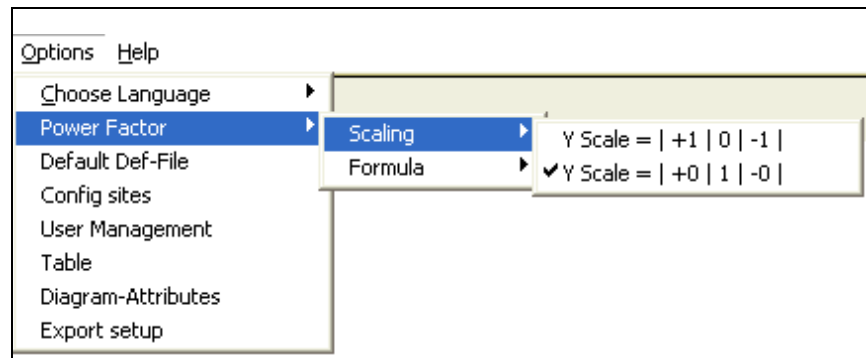 Options Help
Choose Language
Power Factor
Default Def-File
Config sites
User Management
Table
Diagram-Attributes
Export setup
Scaling
Formula
Y Scale = | +1 | 0 | -1 |
Y Scale = | +0 | 1 | -0 |